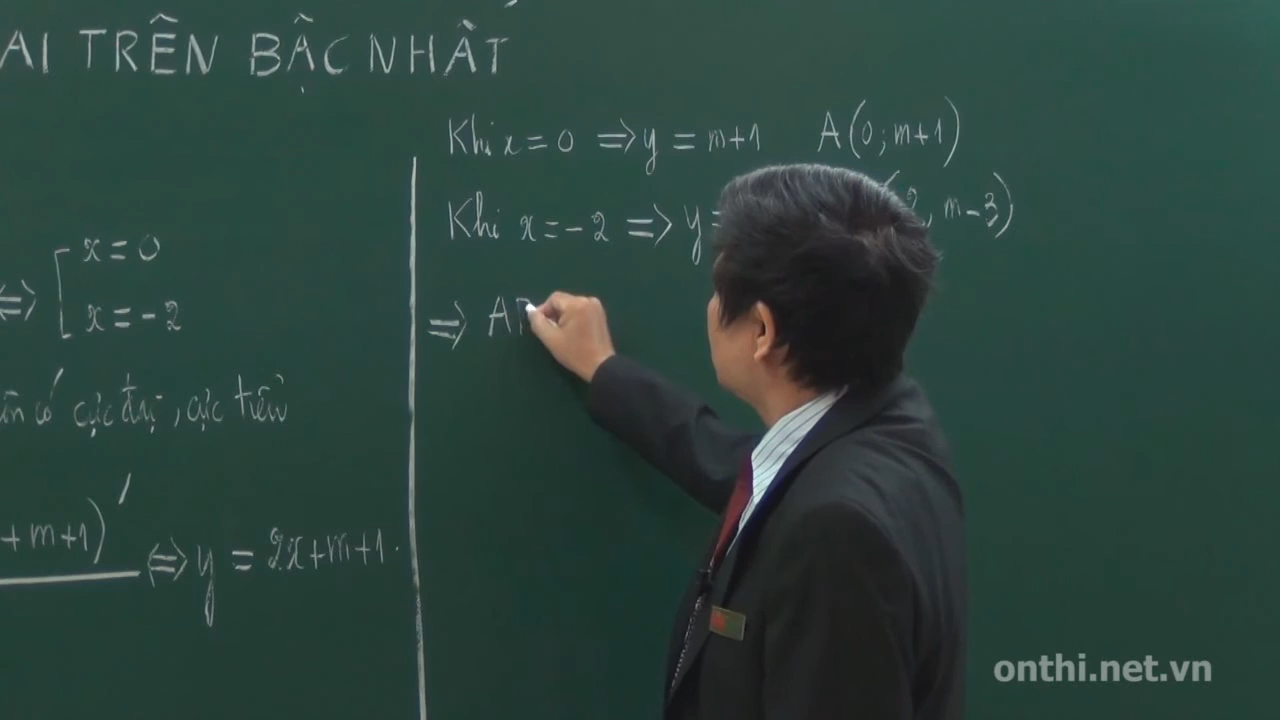 AI TRÊN BẬC NHẤT
x = 0
⇔ [
x = -2
có cực đại, cực tiểu
+ m+1)' ⇔ y = 2x+m+1.
Khi x = 0 ⇒ y = m+1 A(0; m+1)
Khi x = -2 ⇒ y = 2, m-3)
⇒ A
onthi.net.vn